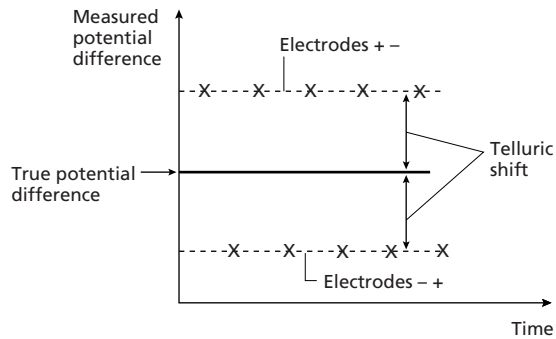 Measured
potential
difference
Electrodes + –
X X X X X
True potential
difference
Telluric
shift
X X X X X
Electrodes – +
Time